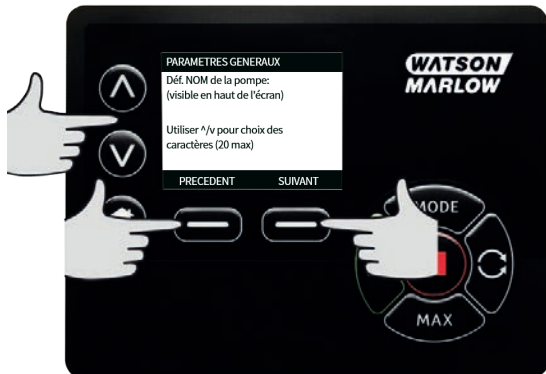 PARAMETRES GENERAUX
Déf. NOM de la pompe:
(visible en haut de l'écran)
Utiliser ^/v pour choix des
caractères (20 max)
PRECEDENT SUIVANT
WATSON
MARLOW
MODE
MAX